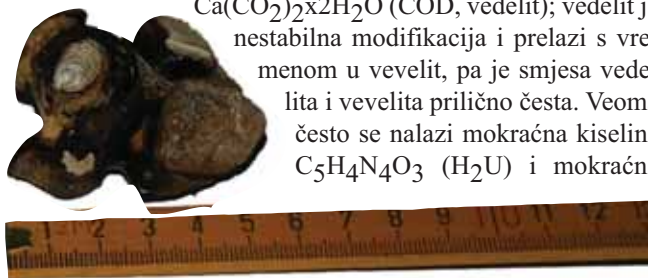 Ca(CO2)2x2H2O (COD, vedelit); vedelit j
nestabilna modifikacija i prelazi s vre
menom u vevelit, pa je smjesa vede
lita i vevelita prilično česta. Veom
često se nalazi mokraćna kiselin
C5H4N4O3 (H2U) i mokraćn
1 2 3 4 5 6 7 8 9 10 11 12